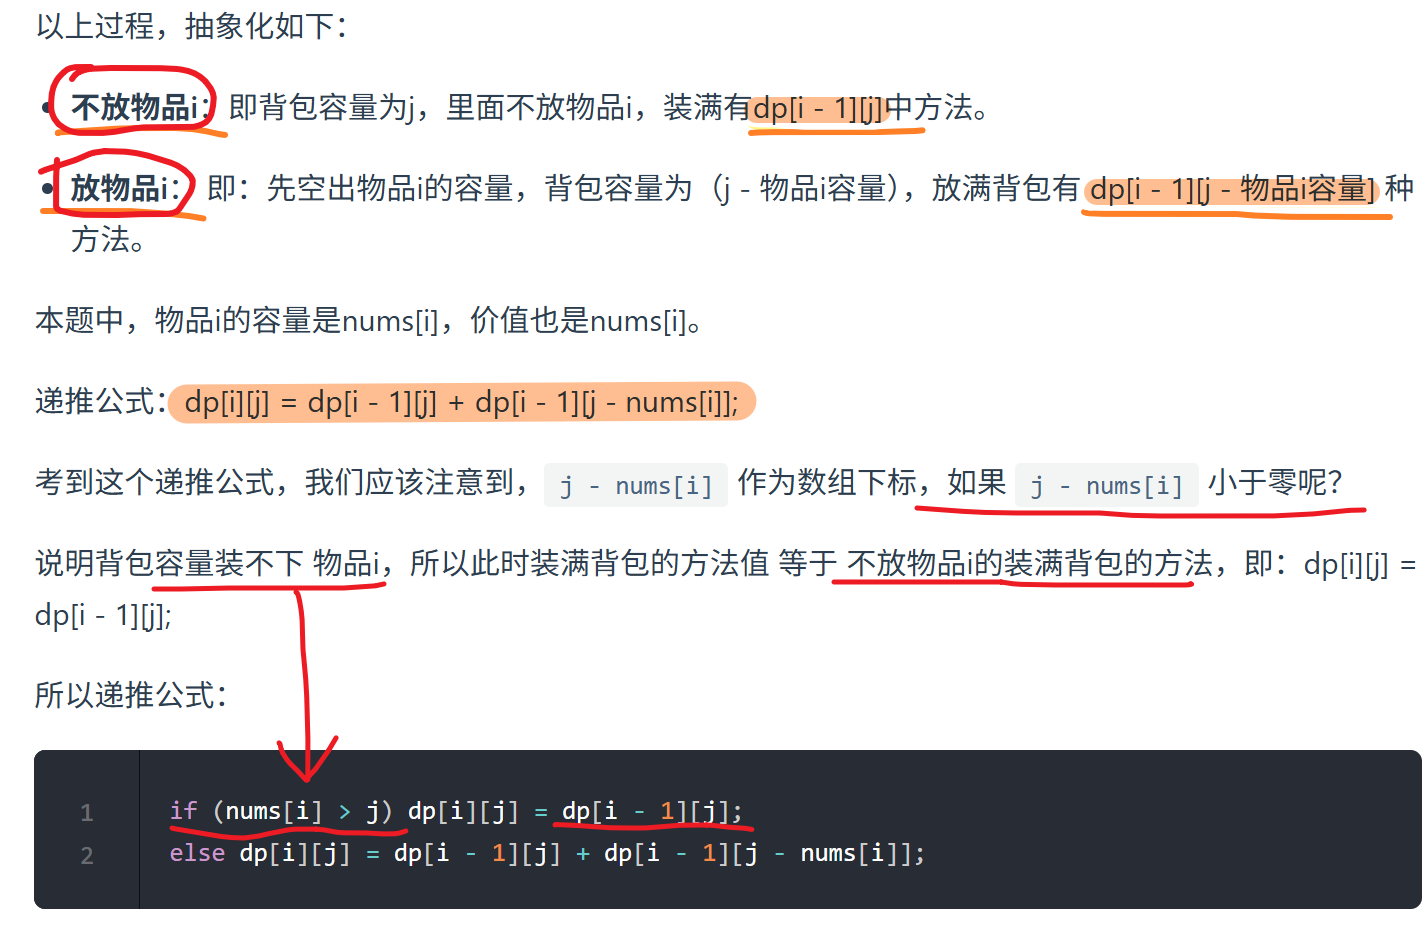 以上过程，抽象化如下：
• 不放物品i：即背包容量为j，里面不放物品i，装满有dp[i - 1][j]中方法。
• 放物品i： 即：先空出物品i的容量，背包容量为（j - 物品i容量），放满背包有 dp[i - 1][j - 物品i容量] 种
方法。
本题中，物品i的容量是nums[i]，价值也是nums[i]。
递推公式：dp[i][j] = dp[i - 1][j] + dp[i - 1][j - nums[i]];
考到这个递推公式，我们应该注意到， j - nums[i] 作为数组下标，如果 j - nums[i] 小于零呢？
说明背包容量装不下 物品i，所以此时装满背包的方法值 等于 不放物品i的装满背包的方法，即：dp[i][j] =
dp[i - 1][j];
所以递推公式：
1 if (nums[i] > j) dp[i][j] = dp[i - 1][j];
2 else dp[i][j] = dp[i - 1][j] + dp[i - 1][j - nums[i]];